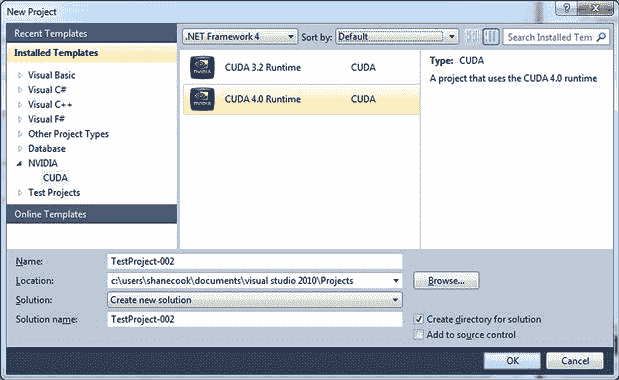 New Project
Recent Templates
Installed Templates
Visual Basic
Visual C#
Visual C++
Visual F#
Other Project Types
Database
NVIDIA
CUDA
Test Projects
Online Templates
.NET Framework 4 Sort by: Default Search Installed Tem
NVIDIA CUDA 3.2 Runtime CUDA
NVIDIA CUDA 4.0 Runtime CUDA
Type: CUDA
A project that uses the CUDA 4.0 runtime
Name: TestProject-002
Location: c:\users\shanecook\documents\visual studio 2010\Projects Browse...
Solution: Create new solution
Solution name: TestProject-002
Create directory for solution
Add to source control
OK Cancel